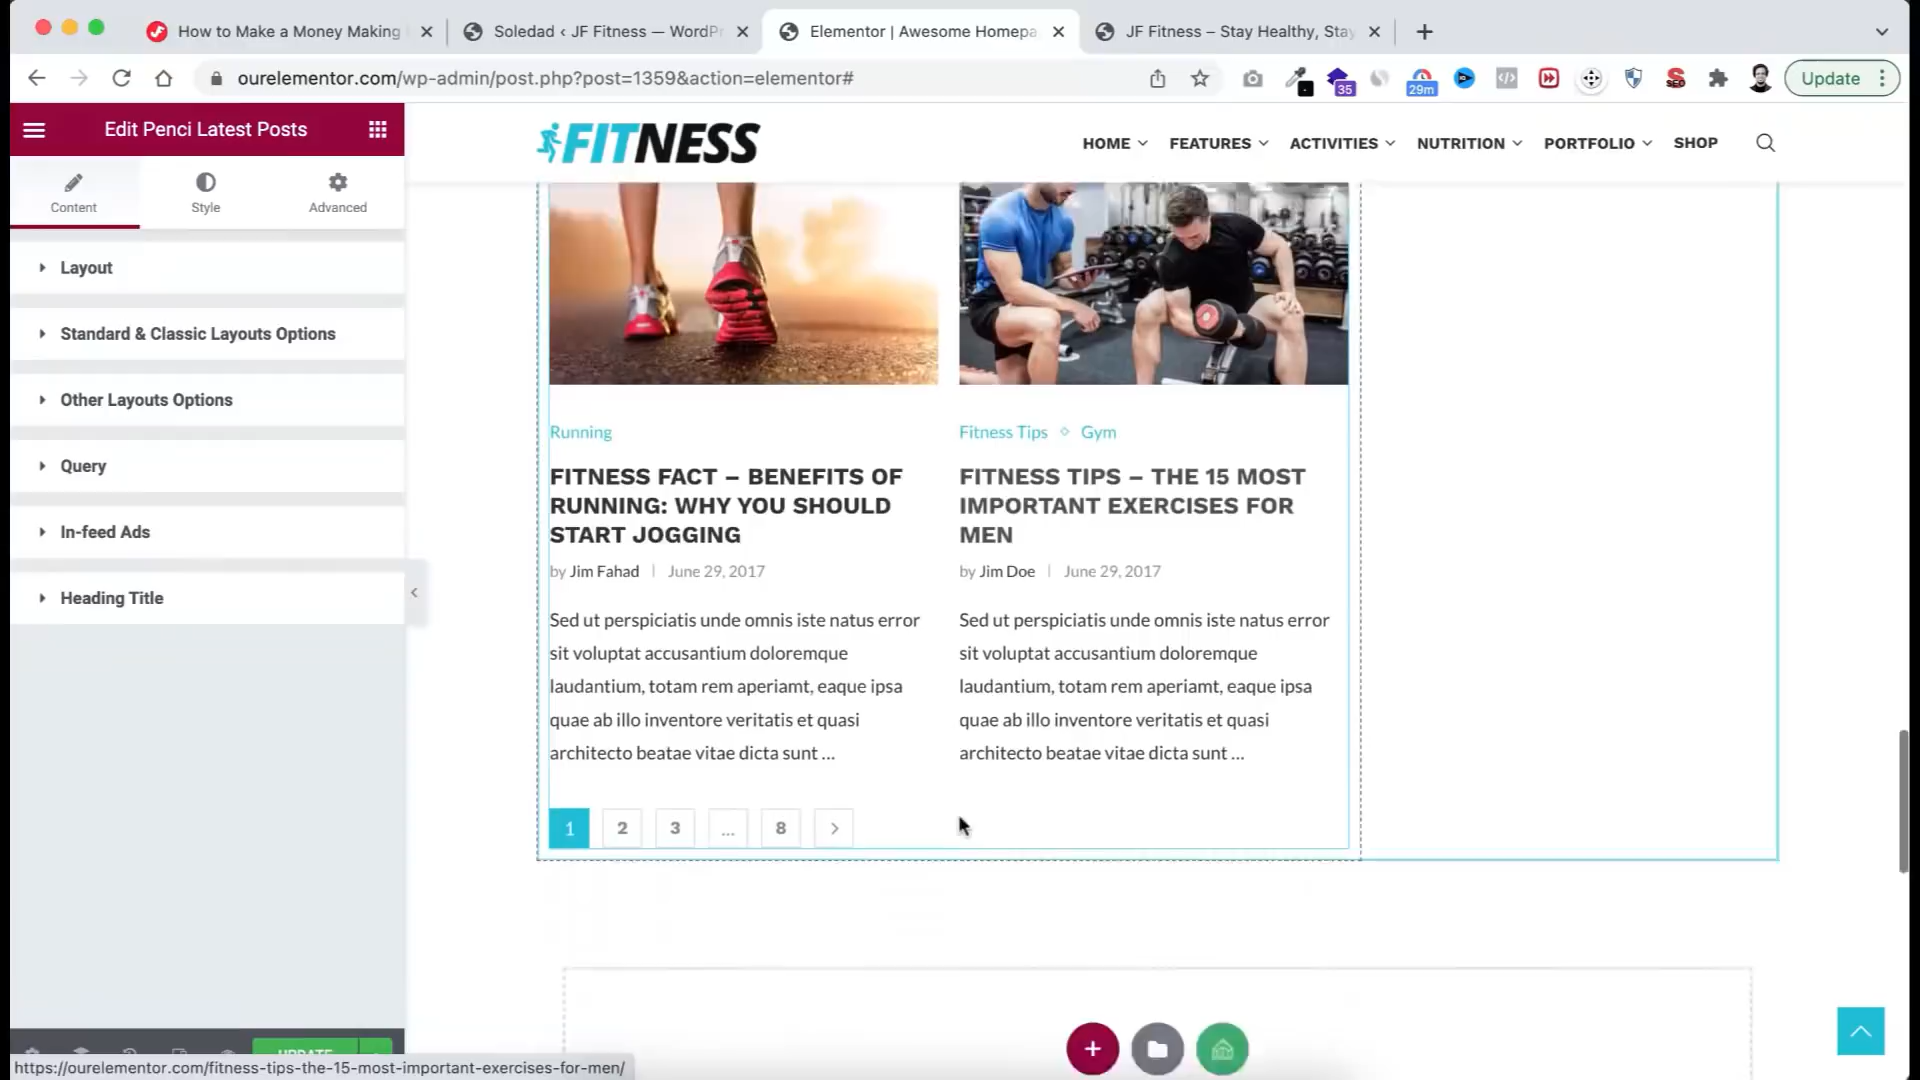 How to Make a Money Making
Soledad ‹ JF Fitness — WordPr
Elementor | Awesome Homepa
JF Fitness – Stay Healthy, Stay
ourelementor.com/wp-admin/post.php?post=1359&action=elementor#
35
29m
SEO
Update
Edit Penci Latest Posts
Content
Style
Advanced
Layout
Standard & Classic Layouts Options
Other Layouts Options
Query
In-feed Ads
Heading Title
UPDATE
https://ourelementor.com/fitness-tips-the-15-most-important-exercises-for-men/
FITNESS
HOME
FEATURES
ACTIVITIES
NUTRITION
PORTFOLIO
SHOP
Running
FITNESS FACT – BENEFITS OF
RUNNING: WHY YOU SHOULD
START JOGGING
by Jim Fahad
June 29, 2017
Sed ut perspiciatis unde omnis iste natus error
sit voluptat accusantium doloremque
laudantium, totam rem aperiamt, eaque ipsa
quae ab illo inventore veritatis et quasi
architecto beatae vitae dicta sunt ...
Fitness Tips ◇ Gym
FITNESS TIPS – THE 15 MOST
IMPORTANT EXERCISES FOR
MEN
by Jim Doe
June 29, 2017
Sed ut perspiciatis unde omnis iste natus error
sit voluptat accusantium doloremque
laudantium, totam rem aperiamt, eaque ipsa
quae ab illo inventore veritatis et quasi
architecto beatae vitae dicta sunt ...
1 2 3 ... 8